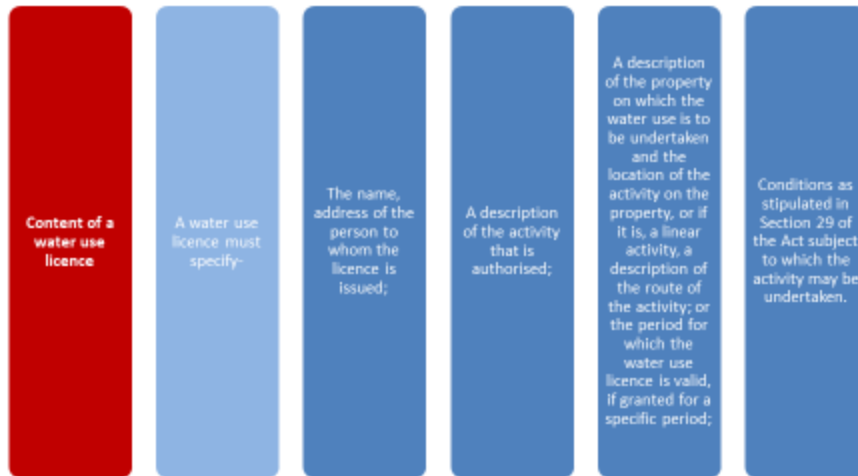 Content of a
water use
licence
A water use
licence must
specify-
The name,
address of the
person to
whom the
licence is
issued;
A description
of the activity
that is
authorised;
A description
of the property
on which the
water use is to
be undertaken
and the
location of the
activity on the
property, or if
it is, a linear
activity, a
description of
the route of
the activity; or
the period for
which the
water use
licence is valid,
if granted for a
specific period;
Conditions as
stipulated in
Section 29 of
the Act subject
to which the
activity may be
undertaken.